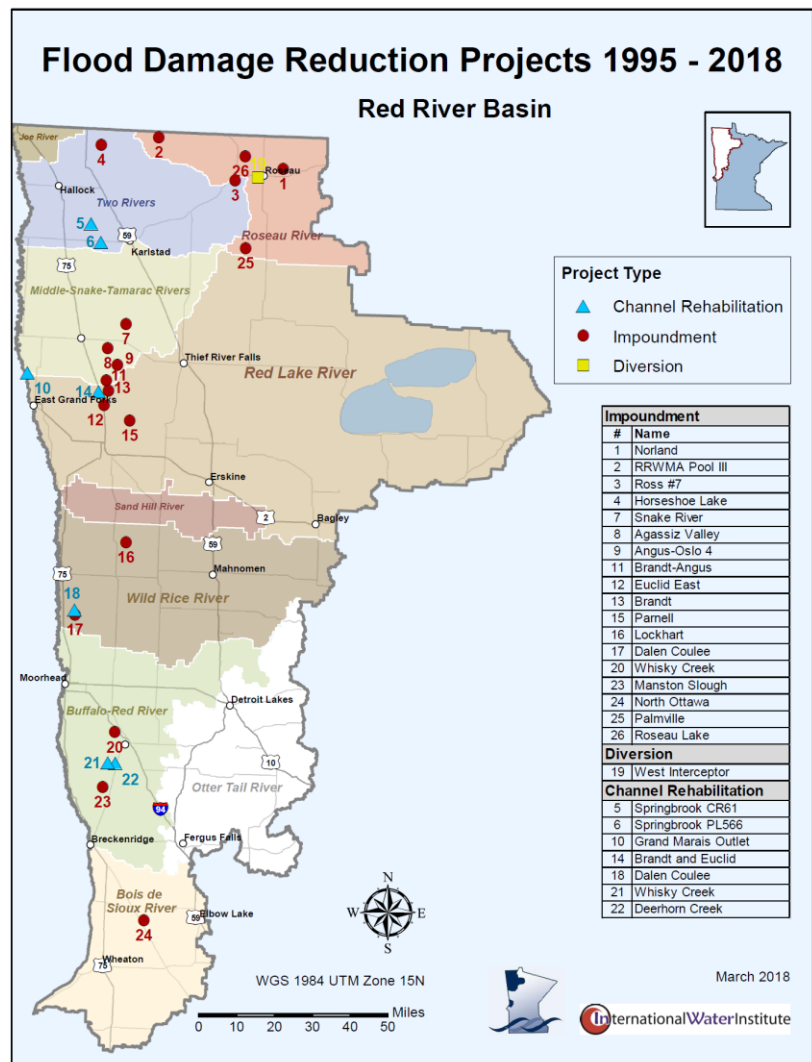 Flood Damage Reduction Projects 1995 - 2018
Red River Basin
Joe River
4
2
26
19
Roseau
1
3
Hallock
Two Rivers
5
6
59
Karlstad
Roseau River
25
75
Middle-Snake-Tamarac Rivers
7
8
9
Thief River Falls
11
10
14
13
Red Lake River
East Grand Forks
12
15
Erskine
Sand Hill River
2
Bagley
16
59
75
Mahnomen
Wild Rice River
18
17
Moorhead
Detroit Lakes
Buffalo-Red River
20
21
22
10
Otter Tail River
23
94
Breckenridge
Fergus Falls
Bois de
Sioux River
59
Elbow Lake
24
Wheaton
75
Project Type
Channel Rehabilitation
Impoundment
Diversion
Impoundment
# Name
1 Norland
2 RRWMA Pool III
3 Ross #7
4 Horseshoe Lake
7 Snake River
8 Agassiz Valley
9 Angus-Oslo 4
11 Brandt-Angus
12 Euclid East
13 Brandt
15 Parnell
16 Lockhart
17 Dalen Coulee
20 Whisky Creek
23 Manston Slough
24 North Ottawa
25 Palmville
26 Roseau Lake
Diversion
19 West Interceptor
Channel Rehabilitation
5 Springbrook CR61
6 Springbrook PL566
10 Grand Marais Outlet
14 Brandt and Euclid
18 Dalen Coulee
21 Whisky Creek
22 Deerhorn Creek
N
W E
S
WGS 1984 UTM Zone 15N
Miles
0 10 20 30 40 50
March 2018
InternationalWaterInstitute